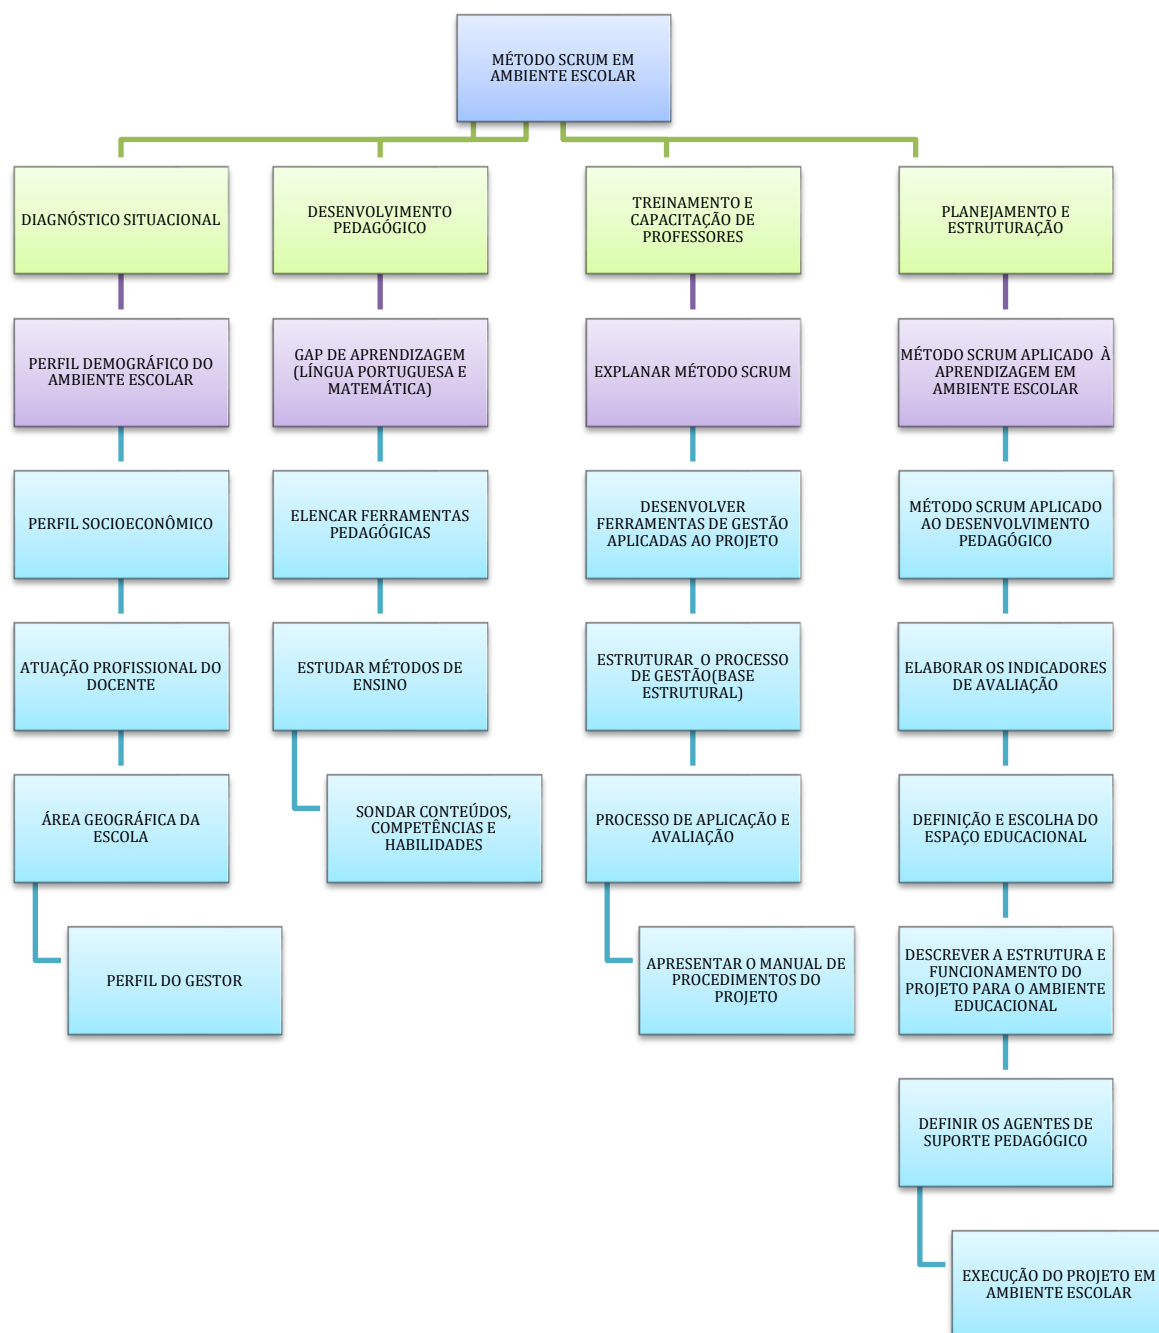 MÉTODO SCRUM EM
AMBIENTE ESCOLAR
DIAGNÓSTICO SITUACIONAL
PERFIL DEMOGRÁFICO DO
AMBIENTE ESCOLAR
PERFIL SOCIOECONÔMICO
ATUAÇÃO PROFISSIONAL DO
DOCENTE
ÁREA GEOGRÁFICA DA
ESCOLA
PERFIL DO GESTOR
DESENVOLVIMENTO
PEDAGÓGICO
GAP DE APRENDIZAGEM
(LÍNGUA PORTUGUESA E
MATEMÁTICA)
ELENCAR FERRAMENTAS
PEDAGÓGICAS
ESTUDAR MÉTODOS DE
ENSINO
SONDAR CONTEÚDOS,
COMPETÊNCIAS E
HABILIDADES
TREINAMENTO E
CAPACITAÇÃO DE
PROFESSORES
EXPLANAR MÉTODO SCRUM
DESENVOLVER
FERRAMENTAS DE GESTÃO
APLICADAS AO PROJETO
ESTRUTURAR  O PROCESSO
DE GESTÃO(BASE
ESTRUTURAL)
PROCESSO DE APLICAÇÃO E
AVALIAÇÃO
APRESENTAR O MANUAL DE
PROCEDIMENTOS DO
PROJETO
PLANEJAMENTO E
ESTRUTURAÇÃO
MÉTODO SCRUM APLICADO  À
APRENDIZAGEM EM
AMBIENTE ESCOLAR
MÉTODO SCRUM APLICADO
AO DESENVOLVIMENTO
PEDAGÓGICO
ELABORAR OS INDICADORES
DE AVALIAÇÃO
DEFINIÇÃO E ESCOLHA DO
ESPAÇO EDUCACIONAL
DESCREVER A ESTRUTURA E
FUNCIONAMENTO DO
PROJETO PARA O AMBIENTE
EDUCACIONAL
DEFINIR OS AGENTES DE
SUPORTE PEDAGÓGICO
EXECUÇÃO DO PROJETO EM
AMBIENTE ESCOLAR